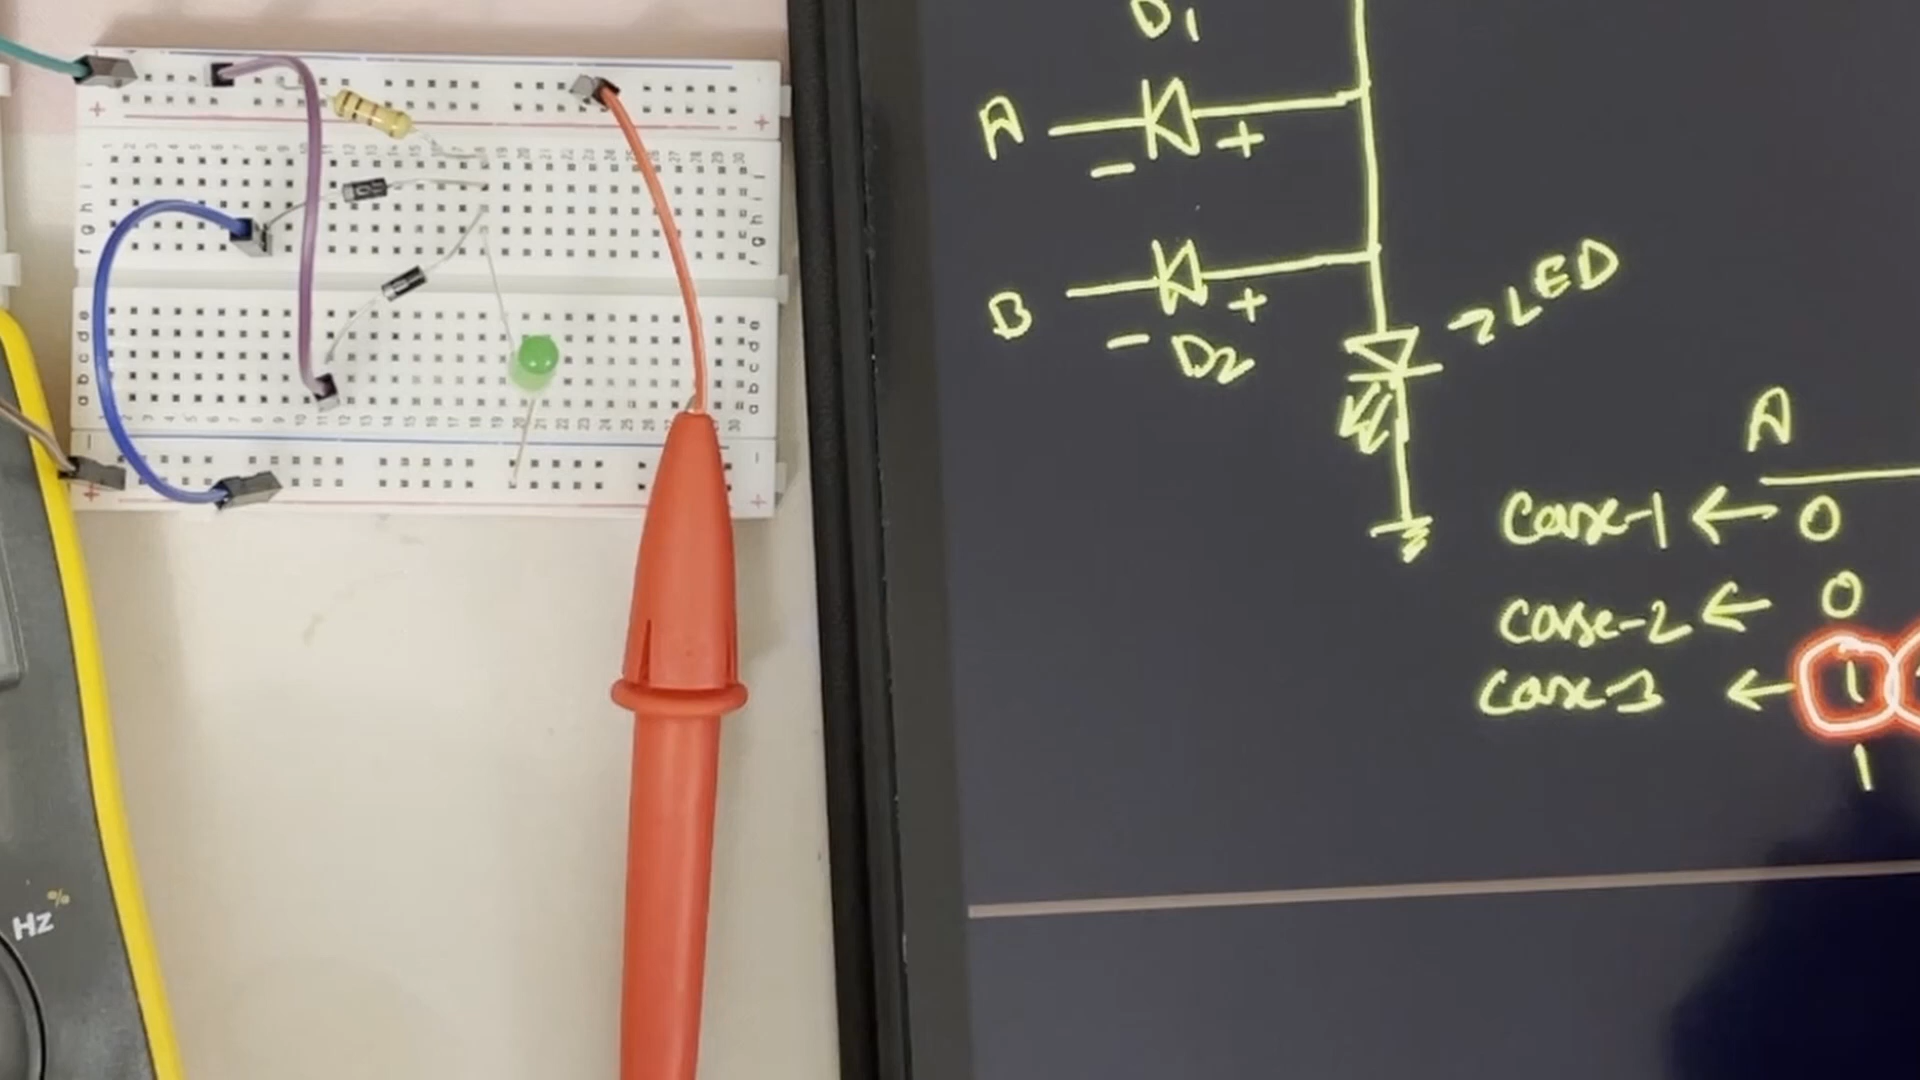 D1
A
- +
B
- +
D2
→ LED
A
case-1 ← 0
case-2 ← 0
case-3 ← 1
1
Hz %